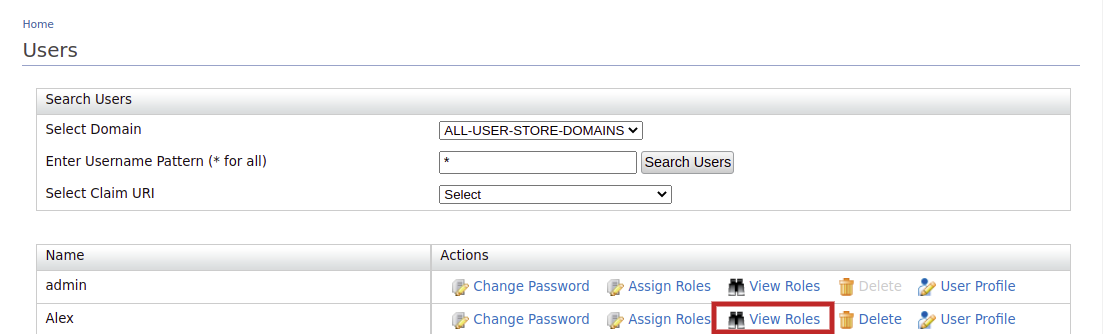 Home
Users
Search Users
Select Domain ALL-USER-STORE-DOMAINS
Enter Username Pattern (* for all) * Search Users
Select Claim URI Select
Name Actions
admin Change Password Assign Roles View Roles Delete User Profile
Alex Change Password Assign Roles View Roles Delete User Profile